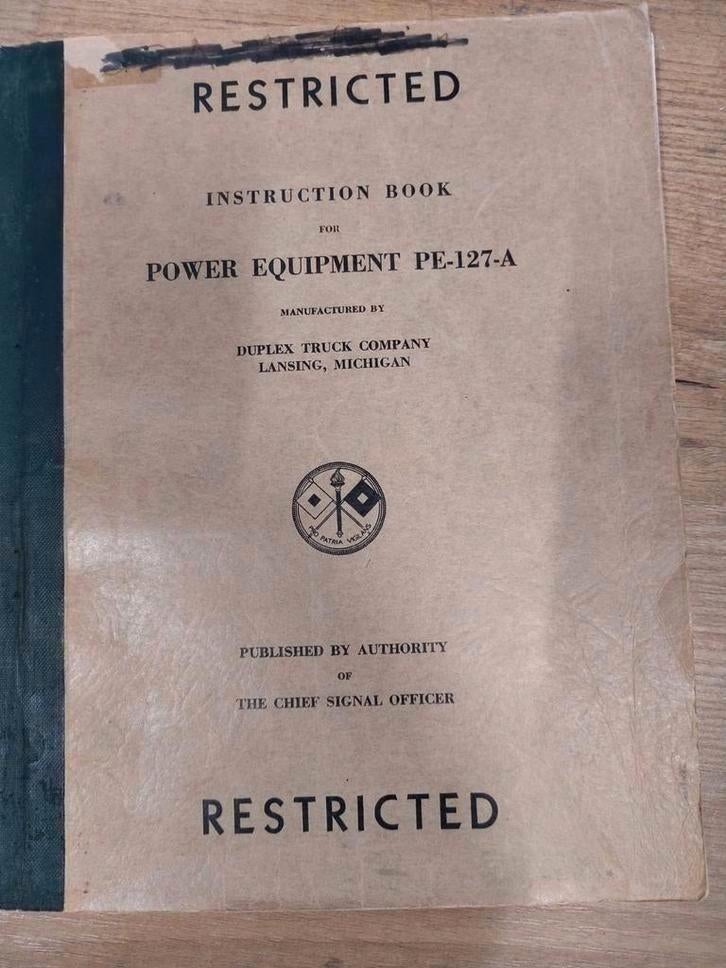 RESTRICTED
INSTRUCTION BOOK
FOR
POWER EQUIPMENT PE-127-A
MANUFACTURED BY
DUPLEX TRUCK COMPANY
LANSING, MICHIGAN
PRO PATRIA VIGILANS
PUBLISHED BY AUTHORITY
OF
THE CHIEF SIGNAL OFFICER
RESTRICTED